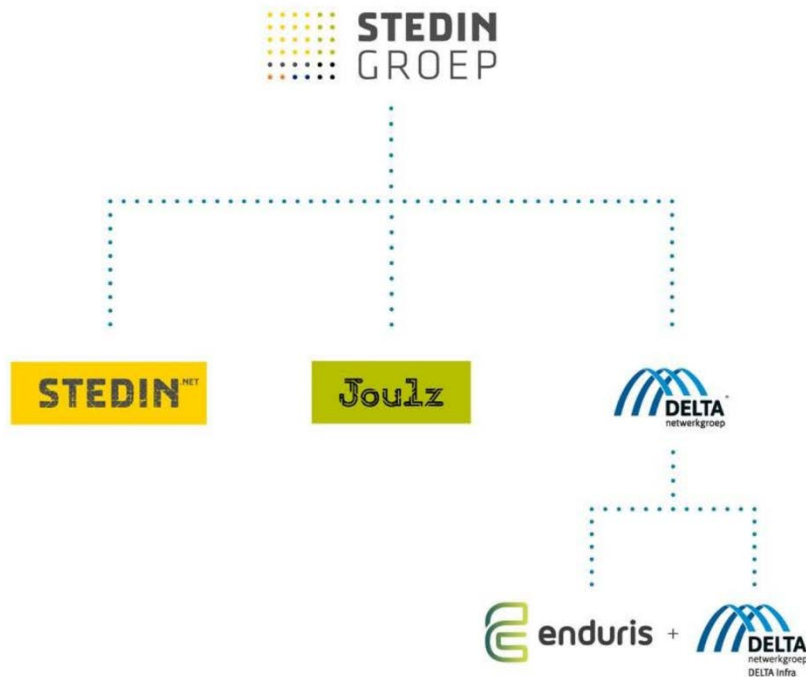 STEDIN
GROEP
STEDIN.NET
Joulz
DELTA
netwerkgroep
enduris + DELTA
netwerkgroep
DELTA Infra